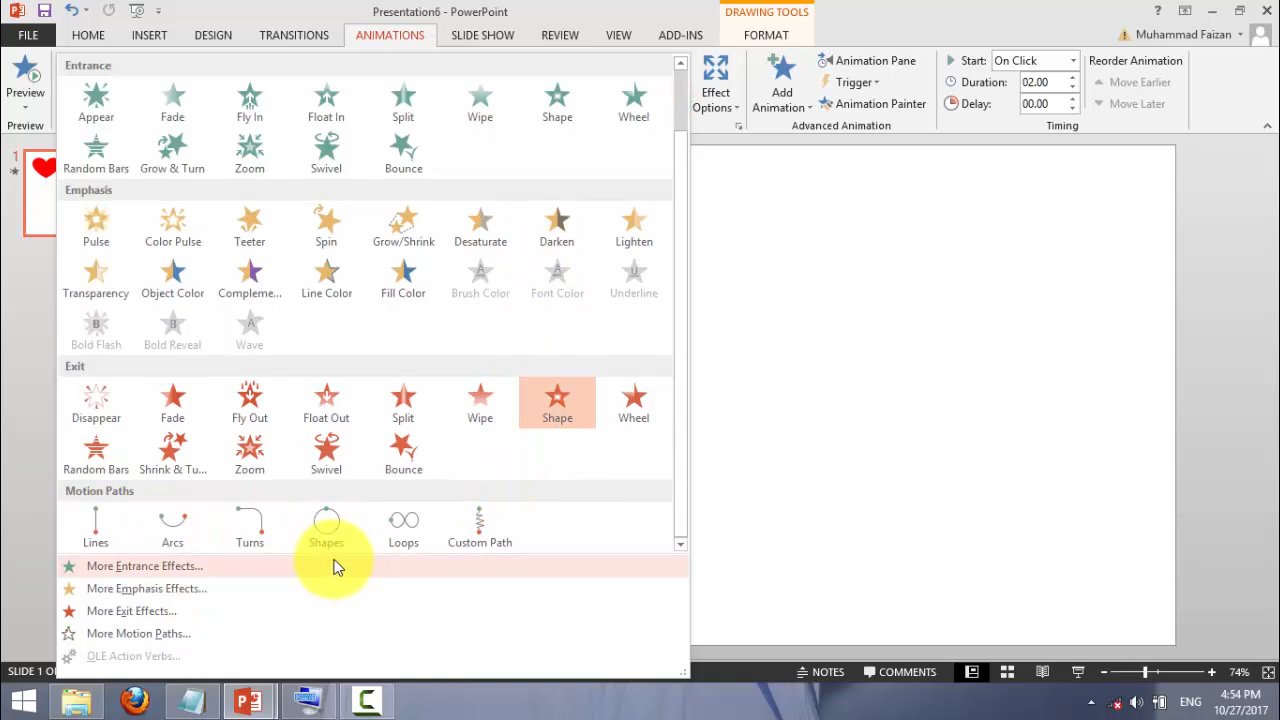 Presentation6 - PowerPoint
DRAWING TOOLS
?
FILE
HOME
INSERT
DESIGN
TRANSITIONS
ANIMATIONS
SLIDE SHOW
REVIEW
VIEW
ADD-INS
FORMAT
Muhammad Faizan
Preview
Preview
Effect
Options
Add
Animation
Animation Pane
Trigger
Animation Painter
Advanced Animation
Start: On Click
Duration: 02.00
Delay: 00.00
Timing
Reorder Animation
Move Earlier
Move Later
1
Entrance
Appear Fade Fly In Float In Split Wipe Shape Wheel
Random Bars Grow & Turn Zoom Swivel Bounce
Emphasis
Pulse Color Pulse Teeter Spin Grow/Shrink Desaturate Darken Lighten
Transparency Object Color Compleme... Line Color Fill Color Brush Color Font Color Underline
Bold Flash Bold Reveal Wave
Exit
Disappear Fade Fly Out Float Out Split Wipe Shape Wheel
Random Bars Shrink & Tu... Zoom Swivel Bounce
Motion Paths
Lines Arcs Turns Shapes Loops Custom Path
More Entrance Effects...
More Emphasis Effects...
More Exit Effects...
More Motion Paths...
OLE Action Verbs...
SLIDE 1 O
NOTES
COMMENTS
74%
ENG
4:54 PM
10/27/2017